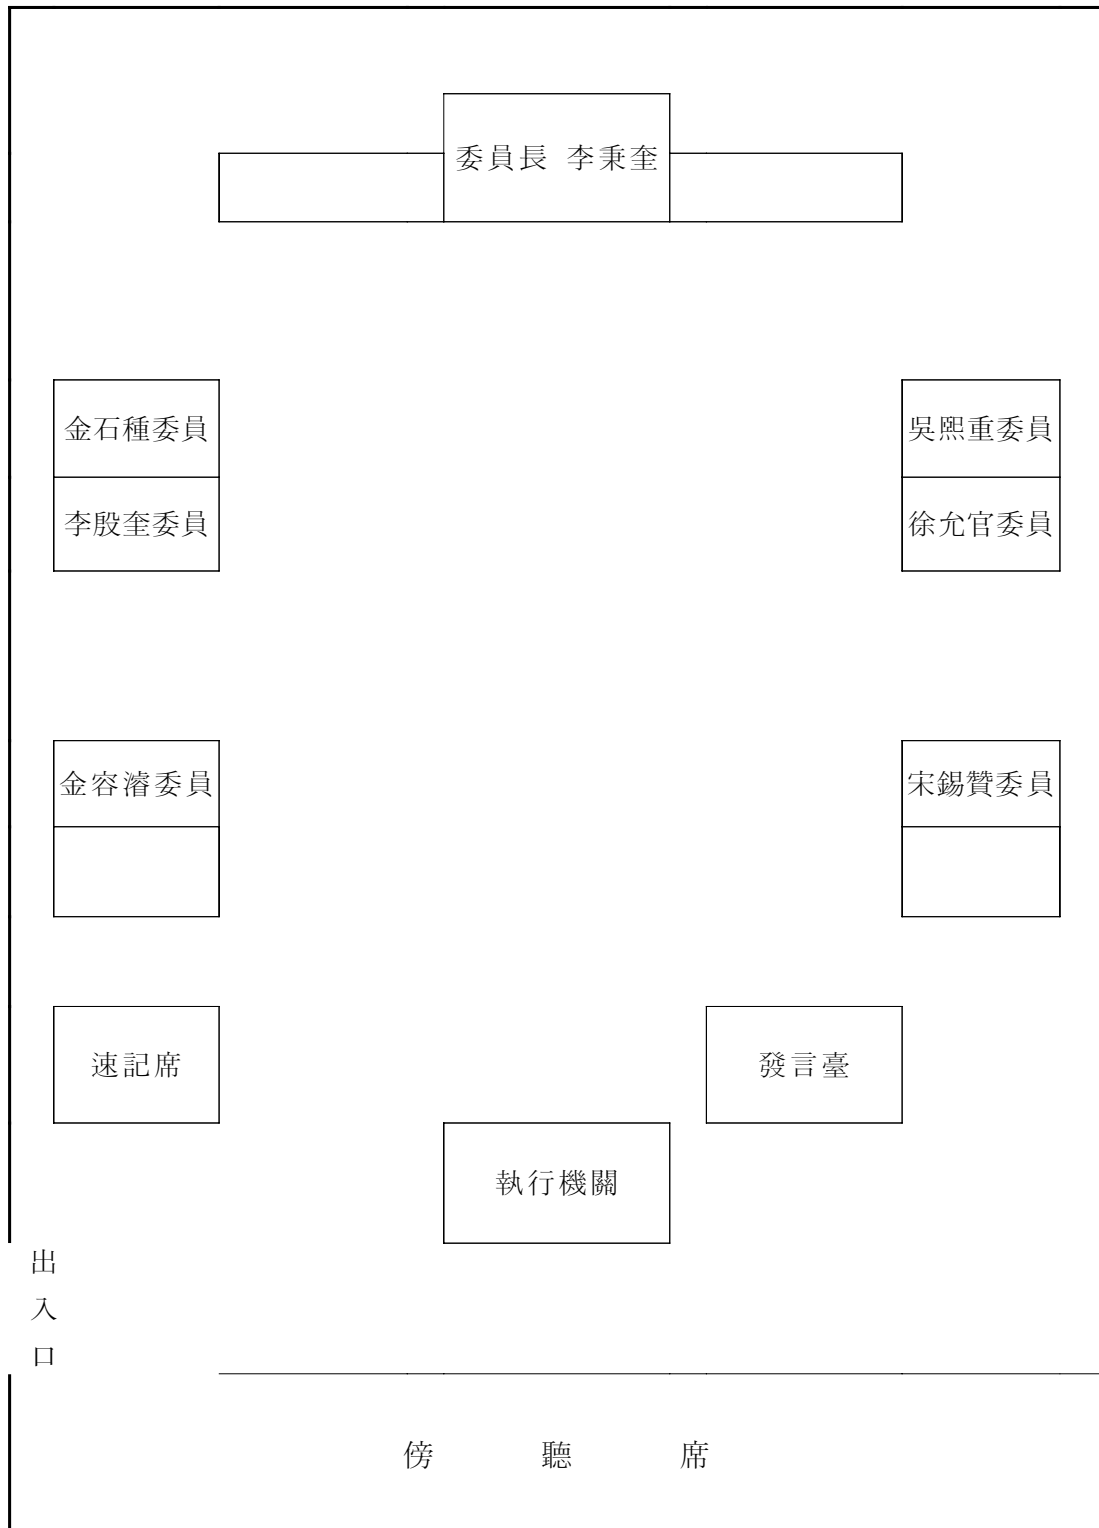 委員長 李秉奎
金石種委員
吳熙重委員
李殷奎委員
徐允官委員
金容濬委員
宋錫贊委員
速記席
發言臺
執行機關
出
入
口
傍 聽 席